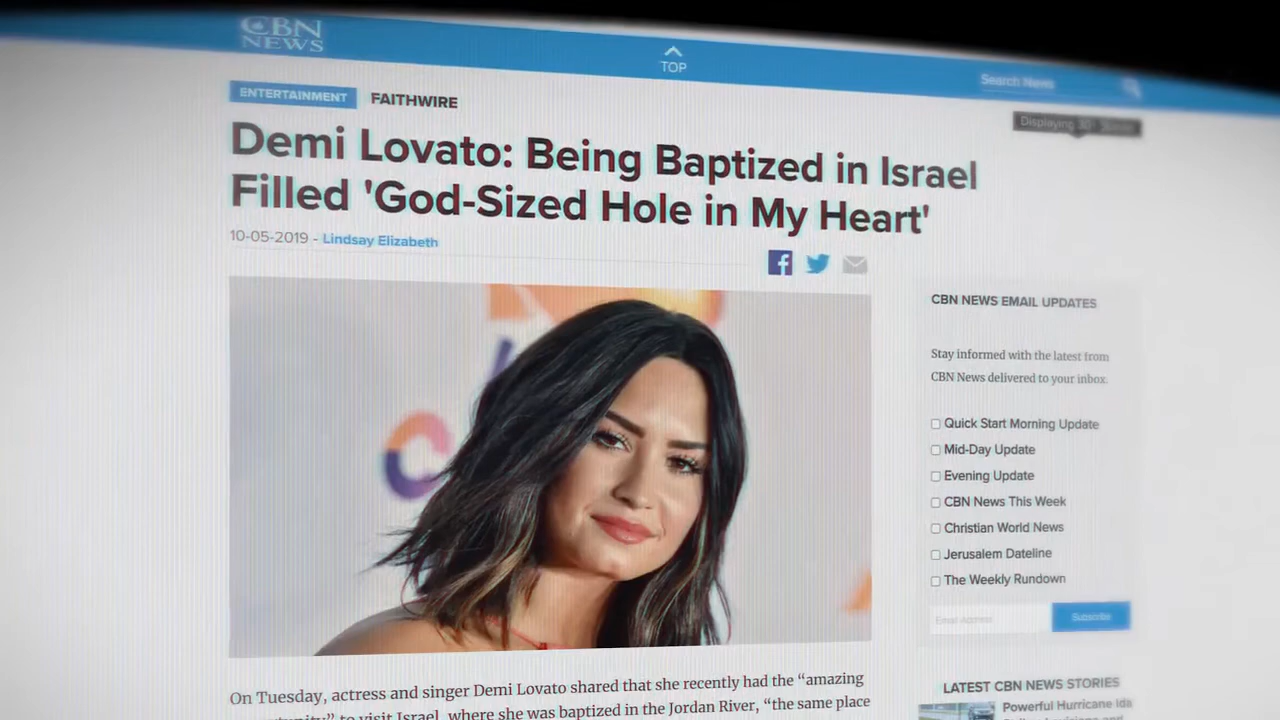 CBN
NEWS
TOP
Search News
ENTERTAINMENT FAITHWIRE
Displaying
Demi Lovato: Being Baptized in Israel
Filled 'God-Sized Hole in My Heart'
10-05-2019 - Lindsay Elizabeth
CBN NEWS EMAIL UPDATES
Stay informed with the latest from
CBN News delivered to your inbox.
Quick Start Morning Update
Mid-Day Update
Evening Update
CBN News This Week
Christian World News
Jerusalem Dateline
The Weekly Rundown
Email Address Subscribe
On Tuesday, actress and singer Demi Lovato shared that she recently had the “amazing
to visit Israel, where she was baptized in the Jordan River, “the same place
LATEST CBN NEWS STORIES
Powerful Hurricane Ida